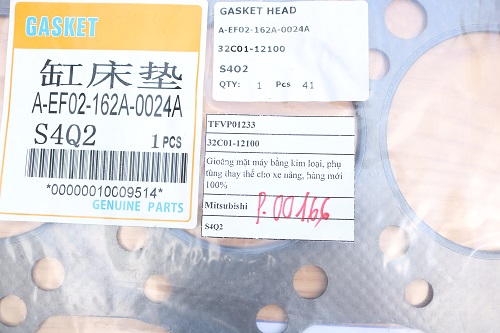 GASKET
缸床垫
A-EF02-162A-0024A
S4Q2 1 PCS
*00000010009514*
GENUINE PARTS
GASKET HEAD
A-EF02-162A-0024A
32C01-12100
S4Q2
QTY: 1 Pcs 41
TFVP01233
32C01-12100
Gioăng mặt máy bằng kim loại, phụ
tùng thay thế cho xe nâng, hàng mới
100%
Mitsubishi
P.00166
S4Q2